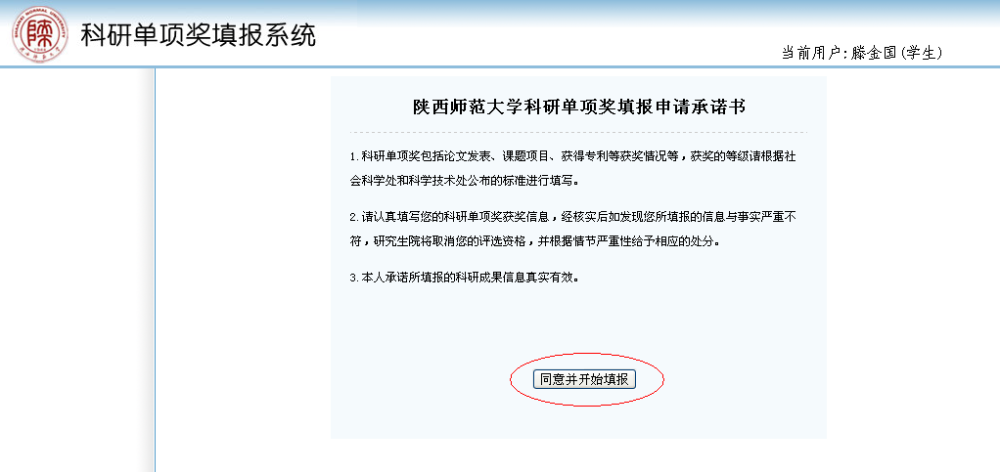 SHAANXI NORMAL UNIVERSITY
科研单项奖填报系统
当前用户:滕金国(学生)
陕西师范大学科研单项奖填报申请承诺书
1.科研单项奖包括论文发表、课题项目、获得专利等获奖情况等，获奖的等级请根据社
会科学处和科学技术处公布的标准进行填写。
2.请认真填写您的科研单项奖获奖信息，经核实后如发现您所填报的信息与事实严重不
符，研究生院将取消您的评选资格，并根据情节严重性给予相应的处分。
3.本人承诺所填报的科研成果信息真实有效。
同意并开始填报